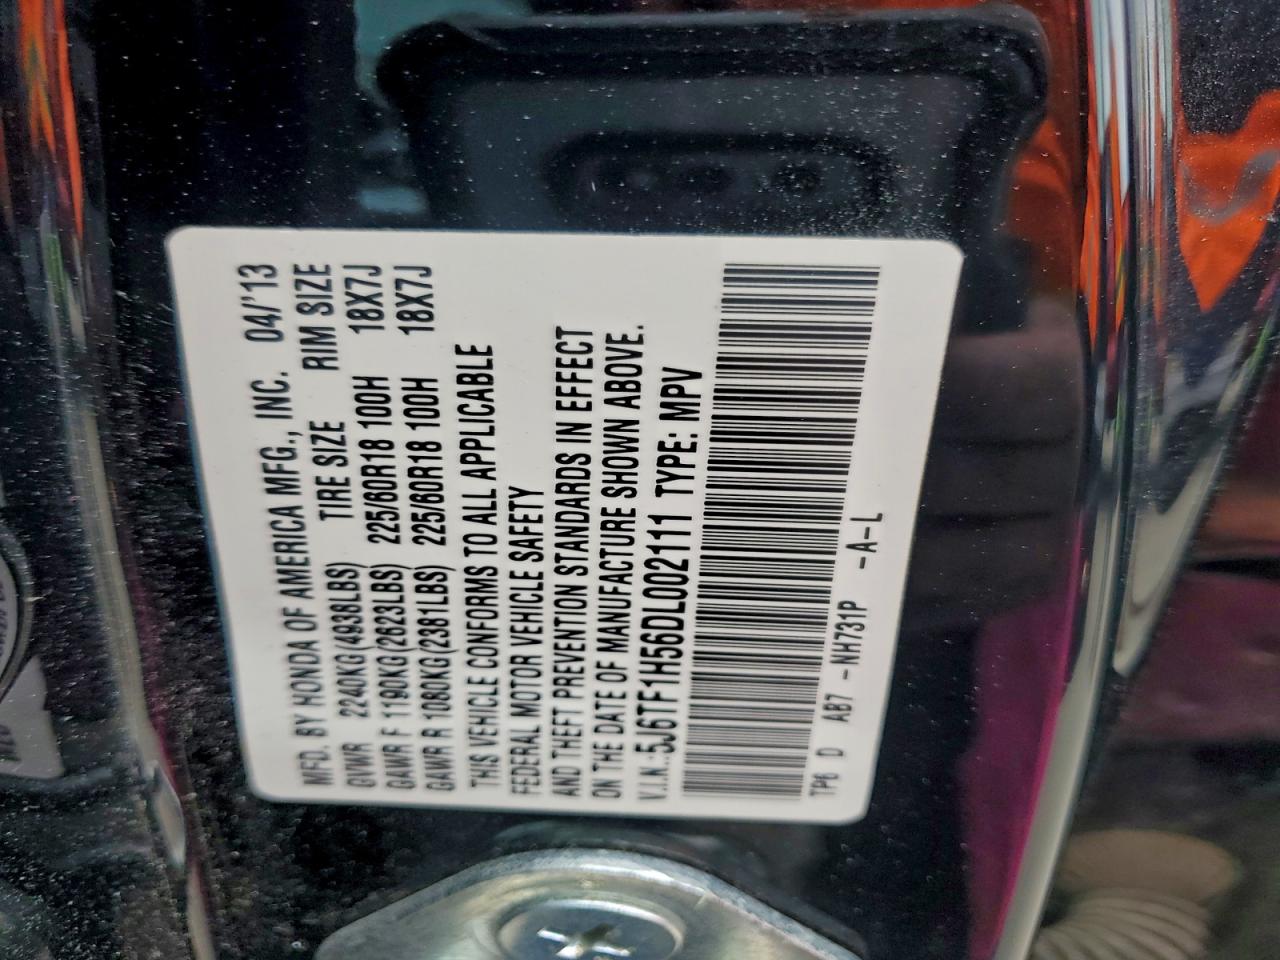 MFD. BY HONDA OF AMERICA MFG., INC. 04/'13
GVWR 2240KG(4938LBS) TIRE SIZE RIM SIZE
GAWR F 1190KG(2623LBS) 225/60R18 100H 18X7J
GAWR R 1080KG(2381LBS) 225/60R18 100H 18X7J
THIS VEHICLE CONFORMS TO ALL APPLICABLE
FEDERAL MOTOR VEHICLE SAFETY
AND THEFT PREVENTION STANDARDS IN EFFECT
ON THE DATE OF MANUFACTURE SHOWN ABOVE.
V.I.N.:5J6TF1H56DL002111 TYPE: MPV
TP6 D AB7 -NH731P -A-L